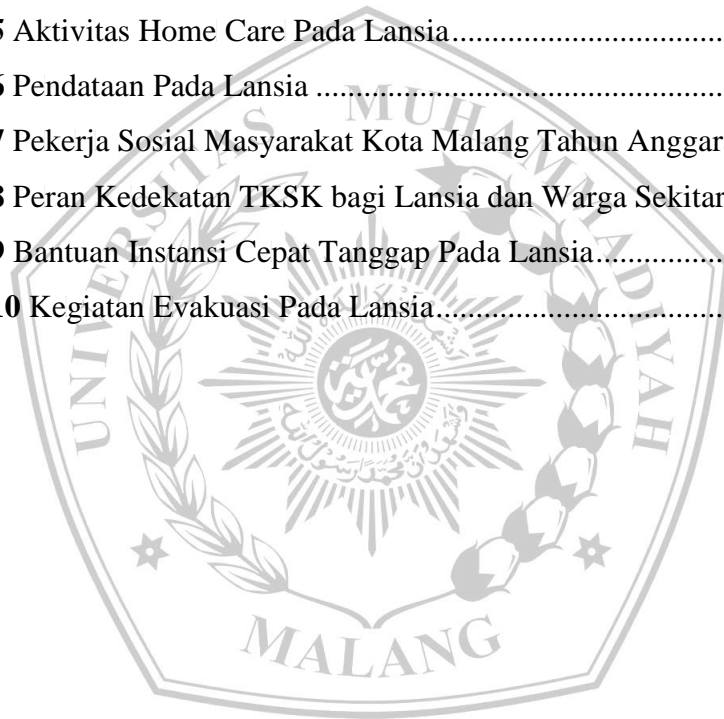 5 Aktivitas Home Care Pada Lansia................................
6 Pendataan Pada Lansia ................................................
7 Pekerja Sosial Masyarakat Kota Malang Tahun Anggar
8 Peran Kedekatan TKSK bagi Lansia dan Warga Sekitar
9 Bantuan Instansi Cepat Tanggap Pada Lansia...............
10 Kegiatan Evakuasi Pada Lansia..................................
UNIVERSITAS MUHAMMADIYAH
MALANG